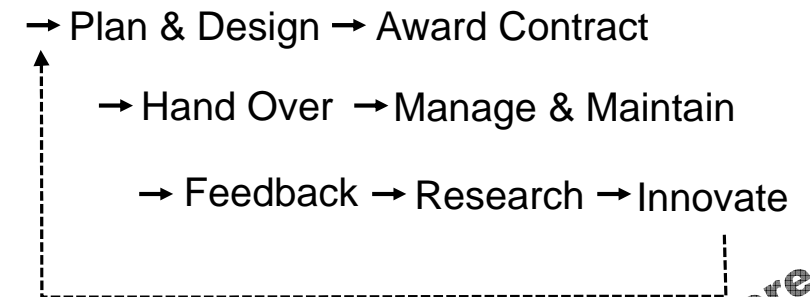 → Plan & Design → Award Contract
→ Hand Over → Manage & Maintain
→ Feedback → Research → Innovate